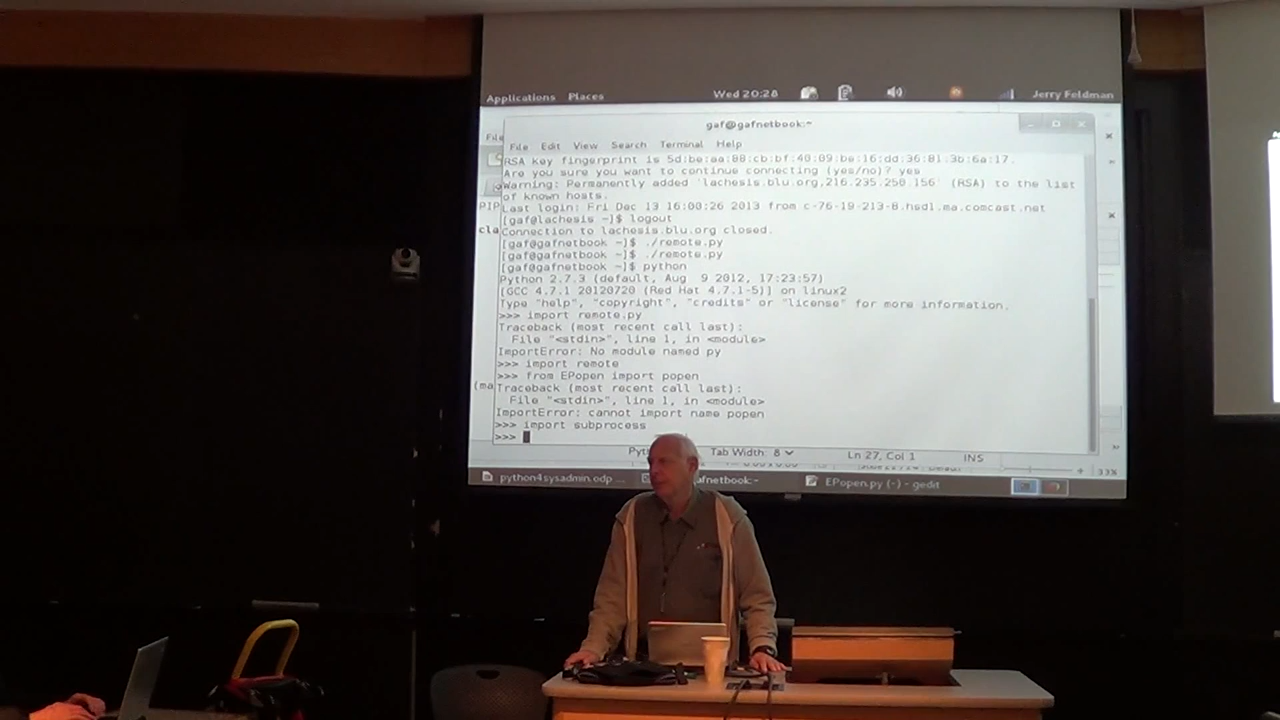 Applications Places Wed 20:28 Jerry Feldman
gaf@gafnetbook:~
File Edit View Search Terminal Help
RSA key fingerprint is 5d:be:aa:88:cb:bf:40:09:be:16:dd:36:81:3b:6a:17.
Are you sure you want to continue connecting (yes/no)? yes
Warning: Permanently added 'lachesis.blu.org,216.235.250.156' (RSA) to the list
of known hosts.
Last login: Fri Dec 13 16:00:26 2013 from c-76-19-213-8.hsd1.ma.comcast.net
[gaf@lachesis ~]$ logout
Connection to lachesis.blu.org closed.
[gaf@gafnetbook ~]$ ./remote.py
[gaf@gafnetbook ~]$ ./remote.py
[gaf@gafnetbook ~]$ python
Python 2.7.3 (default, Aug 9 2012, 17:23:57)
[GCC 4.7.1 20120720 (Red Hat 4.7.1-5)] on linux2
Type "help", "copyright", "credits" or "license" for more information.
>>> import remote.py
Traceback (most recent call last):
File "<stdin>", line 1, in <module>
ImportError: No module named py
>>> import remote
>>> from EPopen import popen
Traceback (most recent call last):
File "<stdin>", line 1, in <module>
ImportError: cannot import name popen
>>> import subprocess
>>>
Tab Width: 8 Ln 27, Col 1 INS
33%
python4sysadmin.odp ... afnetbook:~ EPopen.py (~) - gedit